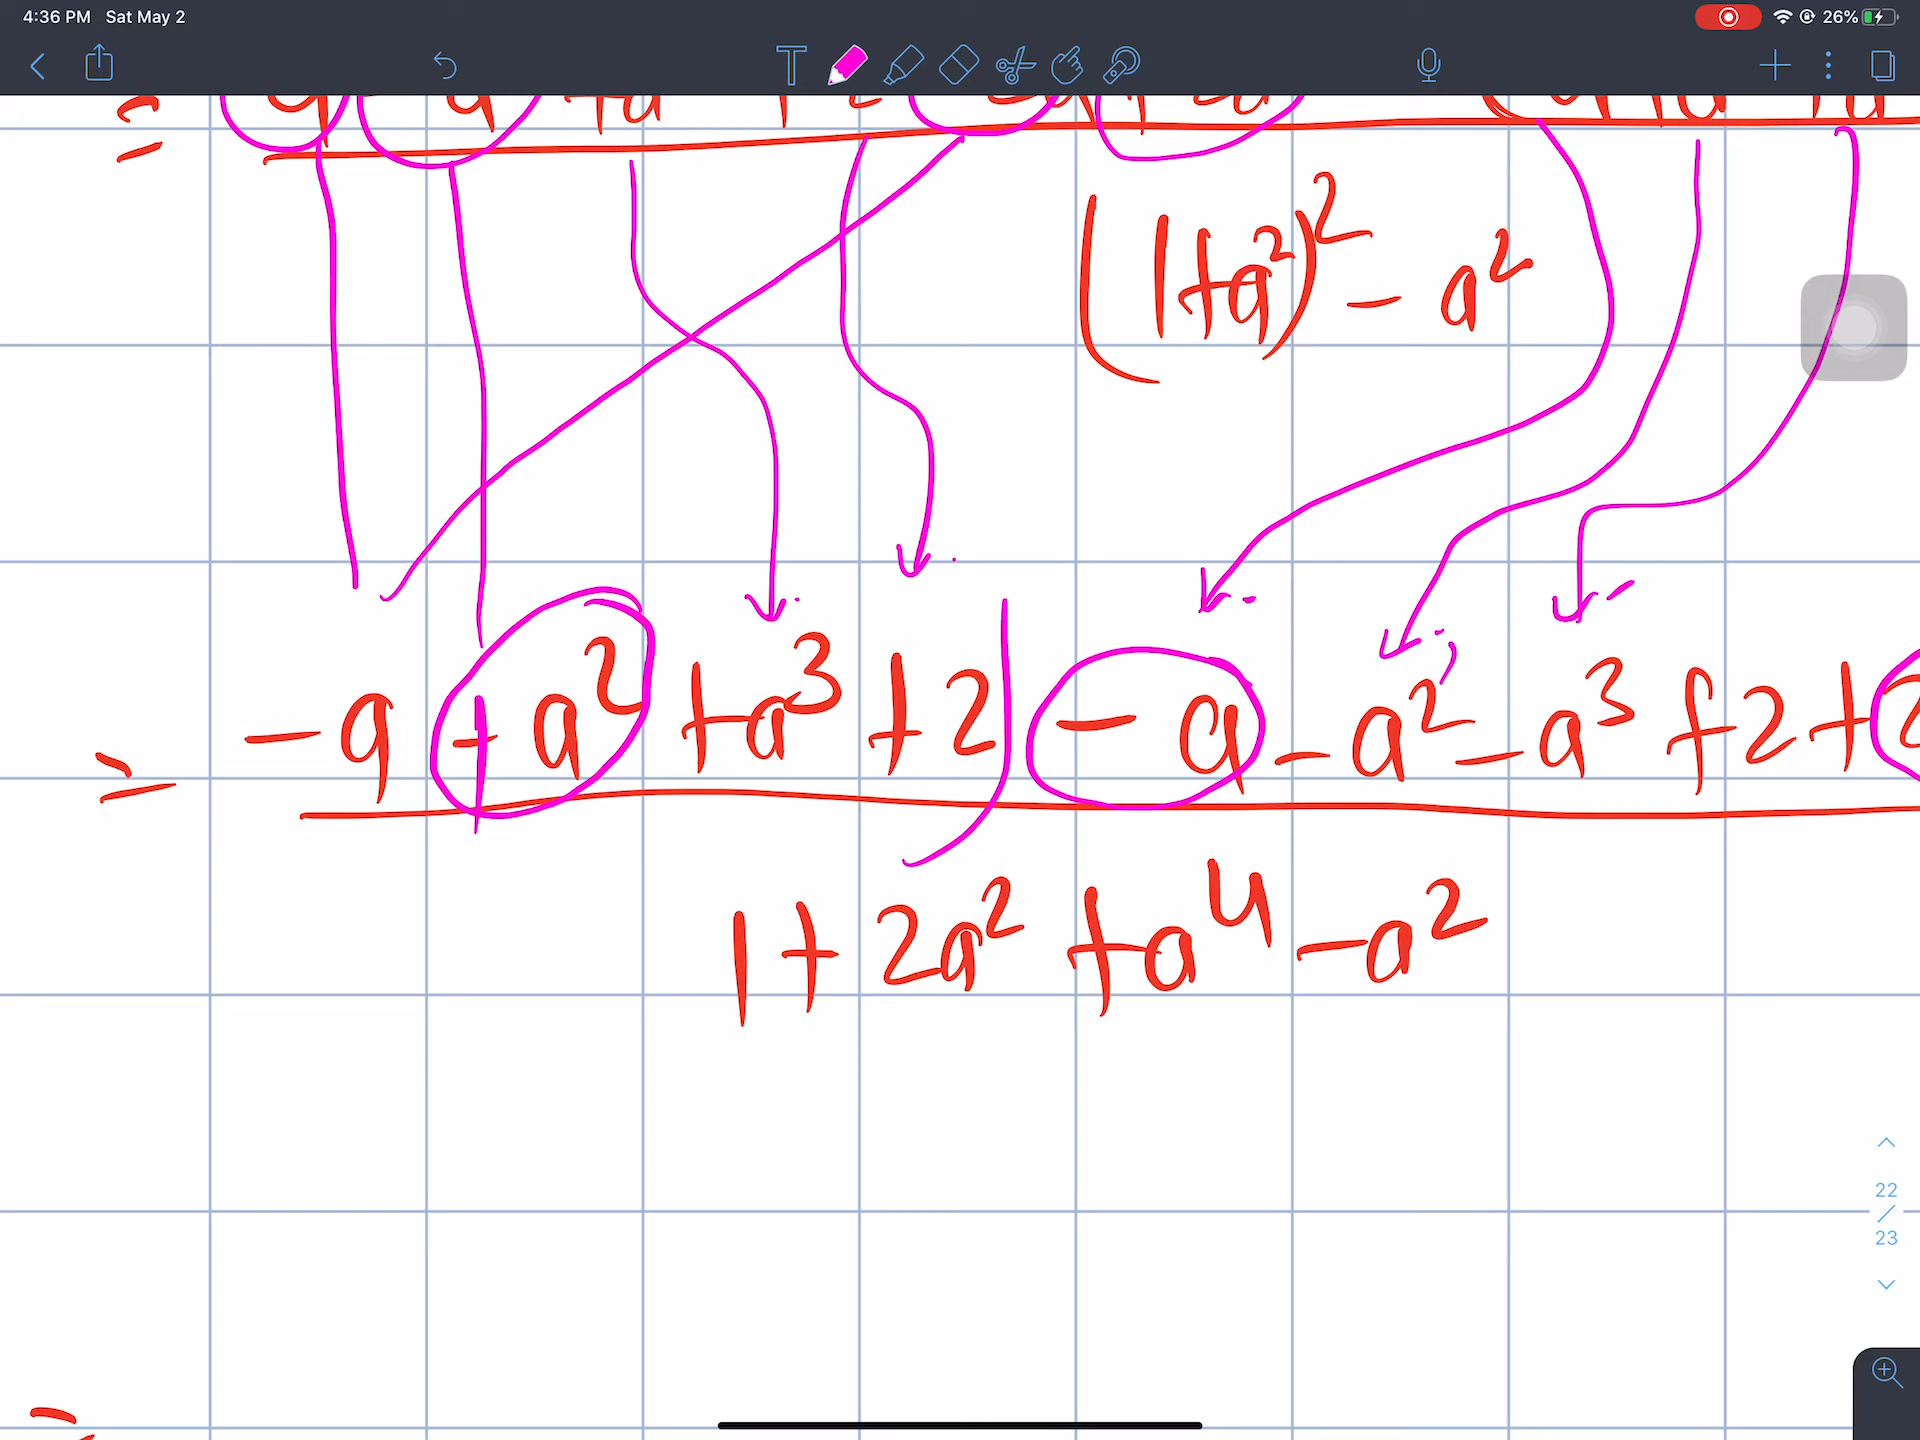 4:36 PM Sat May 2
26%
T
(1+a²)² - a²
= -a + a² + a³ + 2 - a - a² - a³ + 2 +
1 + 2a² + a⁴ - a²
22
/
23